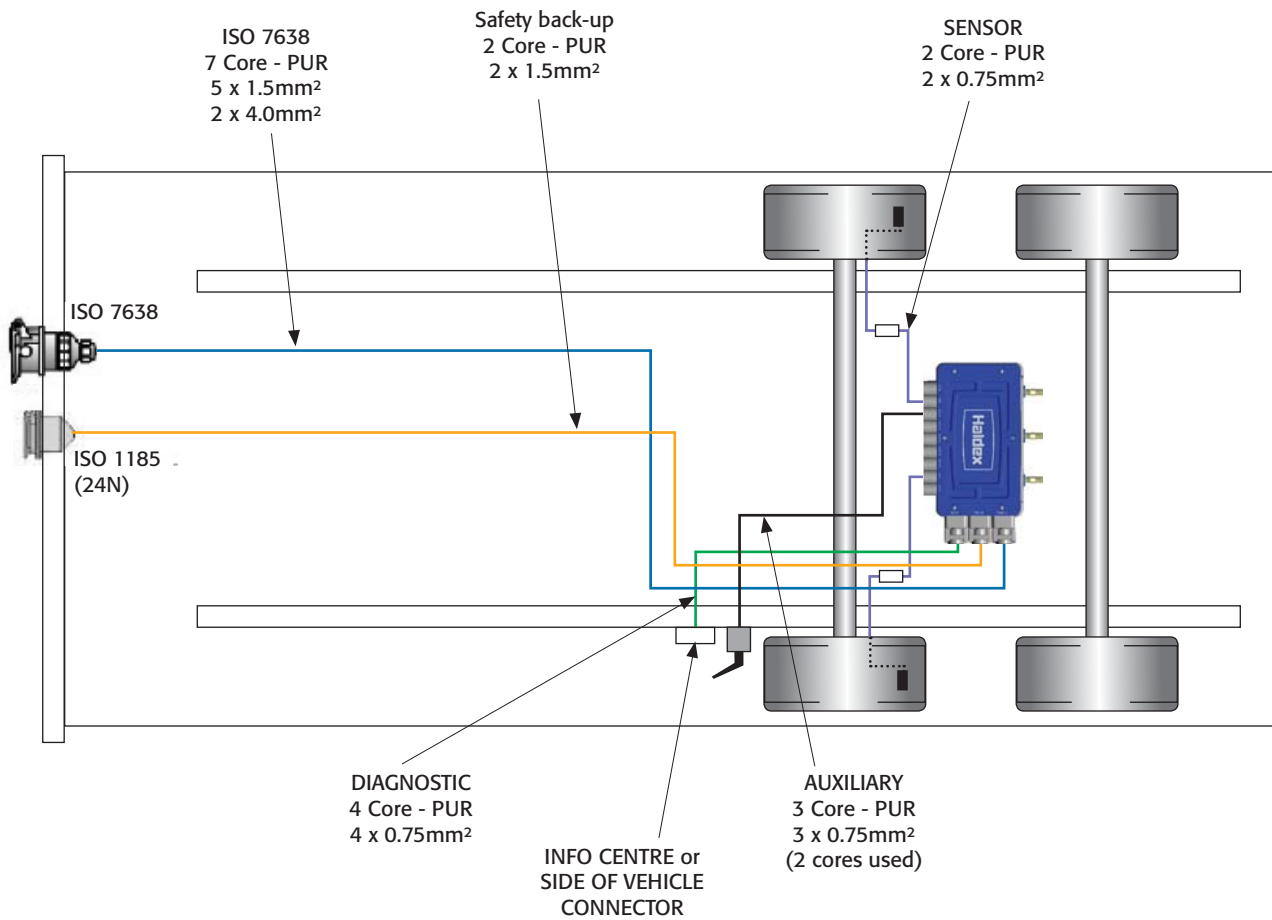 ISO 7638
7 Core - PUR
5 x 1.5mm²
2 x 4.0mm²
Safety back-up
2 Core - PUR
2 x 1.5mm²
SENSOR
2 Core - PUR
2 x 0.75mm²
ISO 7638
ISO 1185
(24N)
Haldex
DIAGNOSTIC
4 Core - PUR
4 x 0.75mm²
INFO CENTRE or
SIDE OF VEHICLE
CONNECTOR
AUXILIARY
3 Core - PUR
3 x 0.75mm²
(2 cores used)